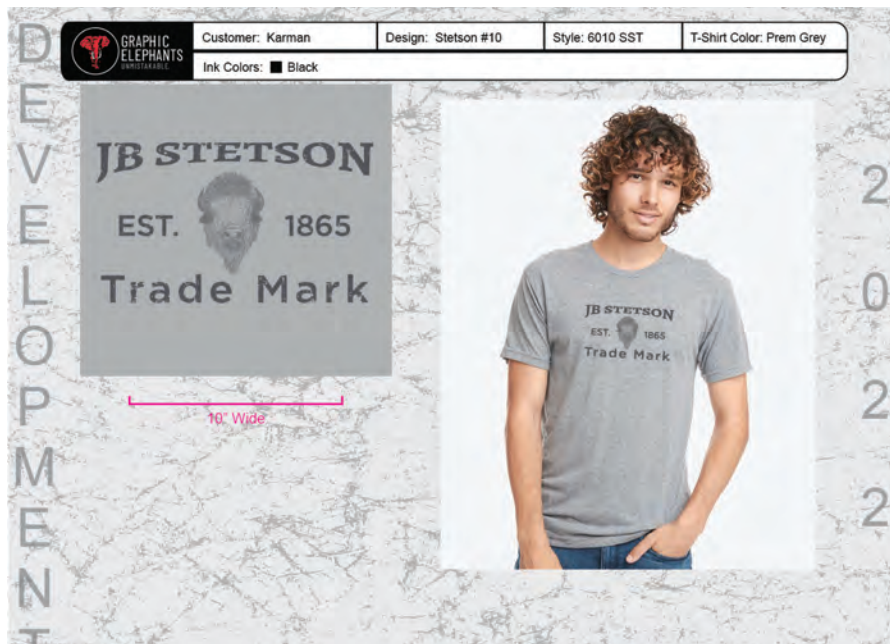 GRAPHIC
ELEPHANTS
UNMISTAKABLE.
Customer: Karman
Design: Stetson #10
Style: 6010 SST
T-Shirt Color: Prem Grey
Ink Colors: Black
DEVELOPMENT
2022
JB STETSON
EST. 1865
Trade Mark
10" Wide
JB STETSON
EST. 1865
Trade Mark